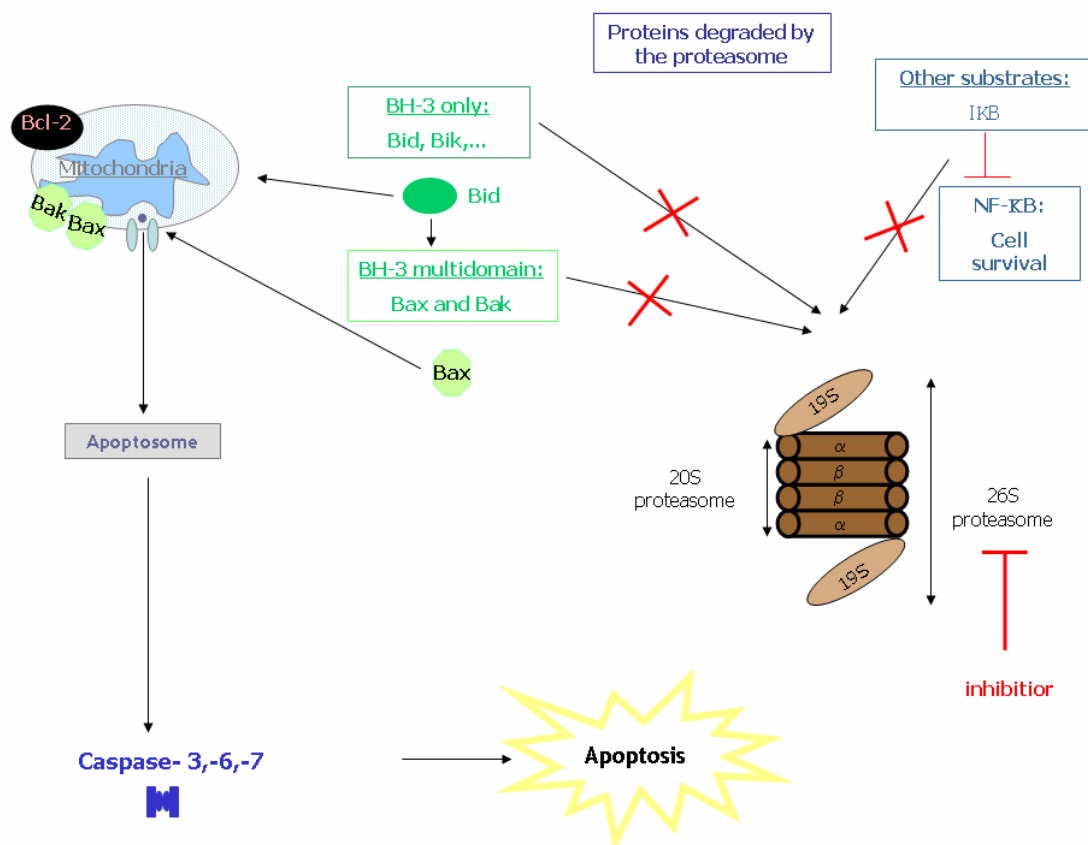 Proteins degraded by
the proteasome
Other substrates:
IKB
BH-3 only:
Bid, Bik,...
Bcl-2
Mitochondria
Bak
Bax
Bid
NF-KB:
Cell
survival
BH-3 multidomain:
Bax and Bak
Bax
Apoptosome
19S
α
β
β
α
19S
20S
proteasome
26S
proteasome
inhibitior
Caspase- 3,-6,-7
Apoptosis